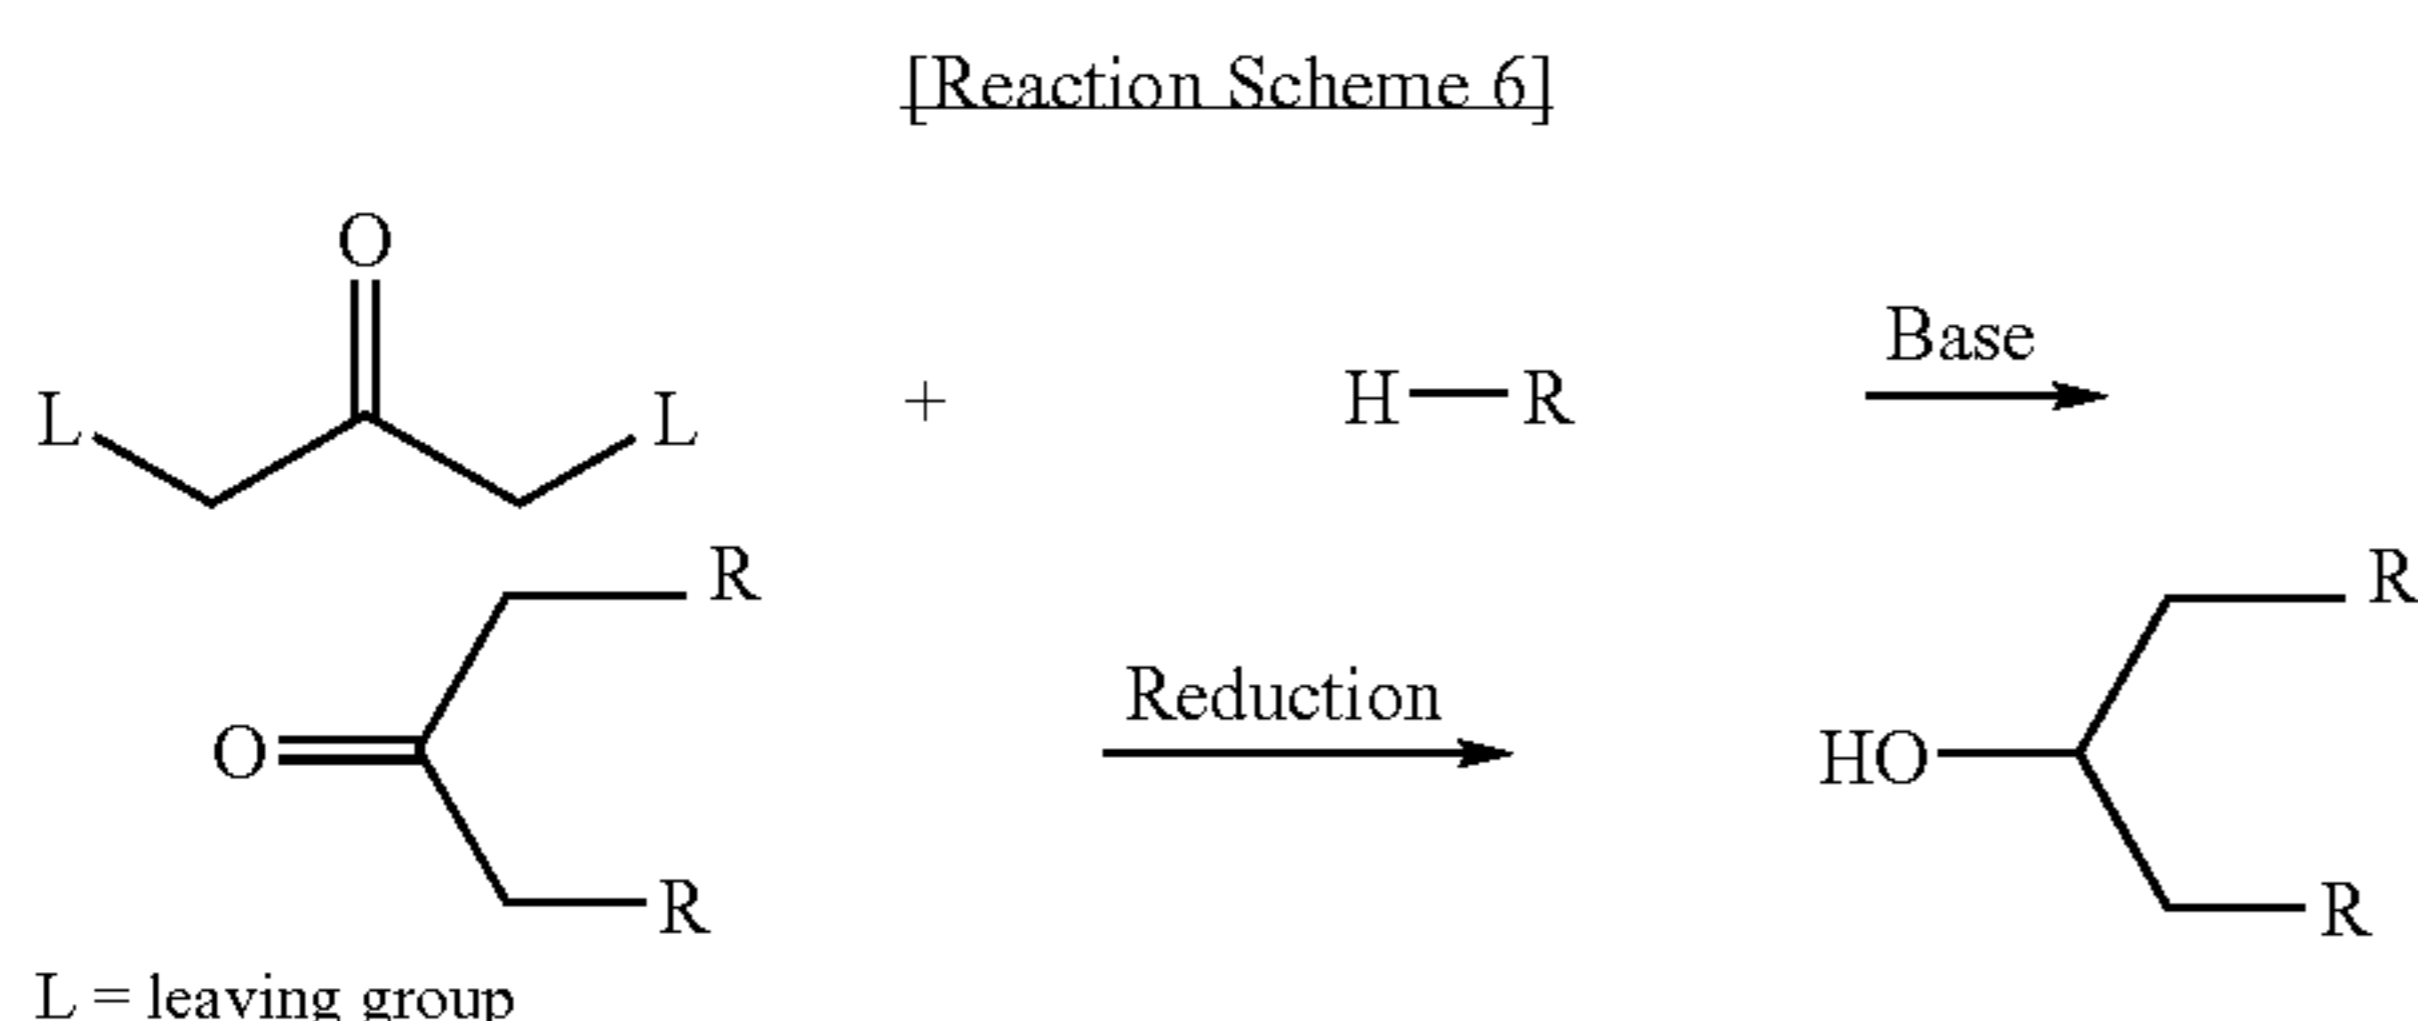 [Reaction Scheme 6]
O
L L + H R Base
R
O Reduction HO R
R R
L = leaving group